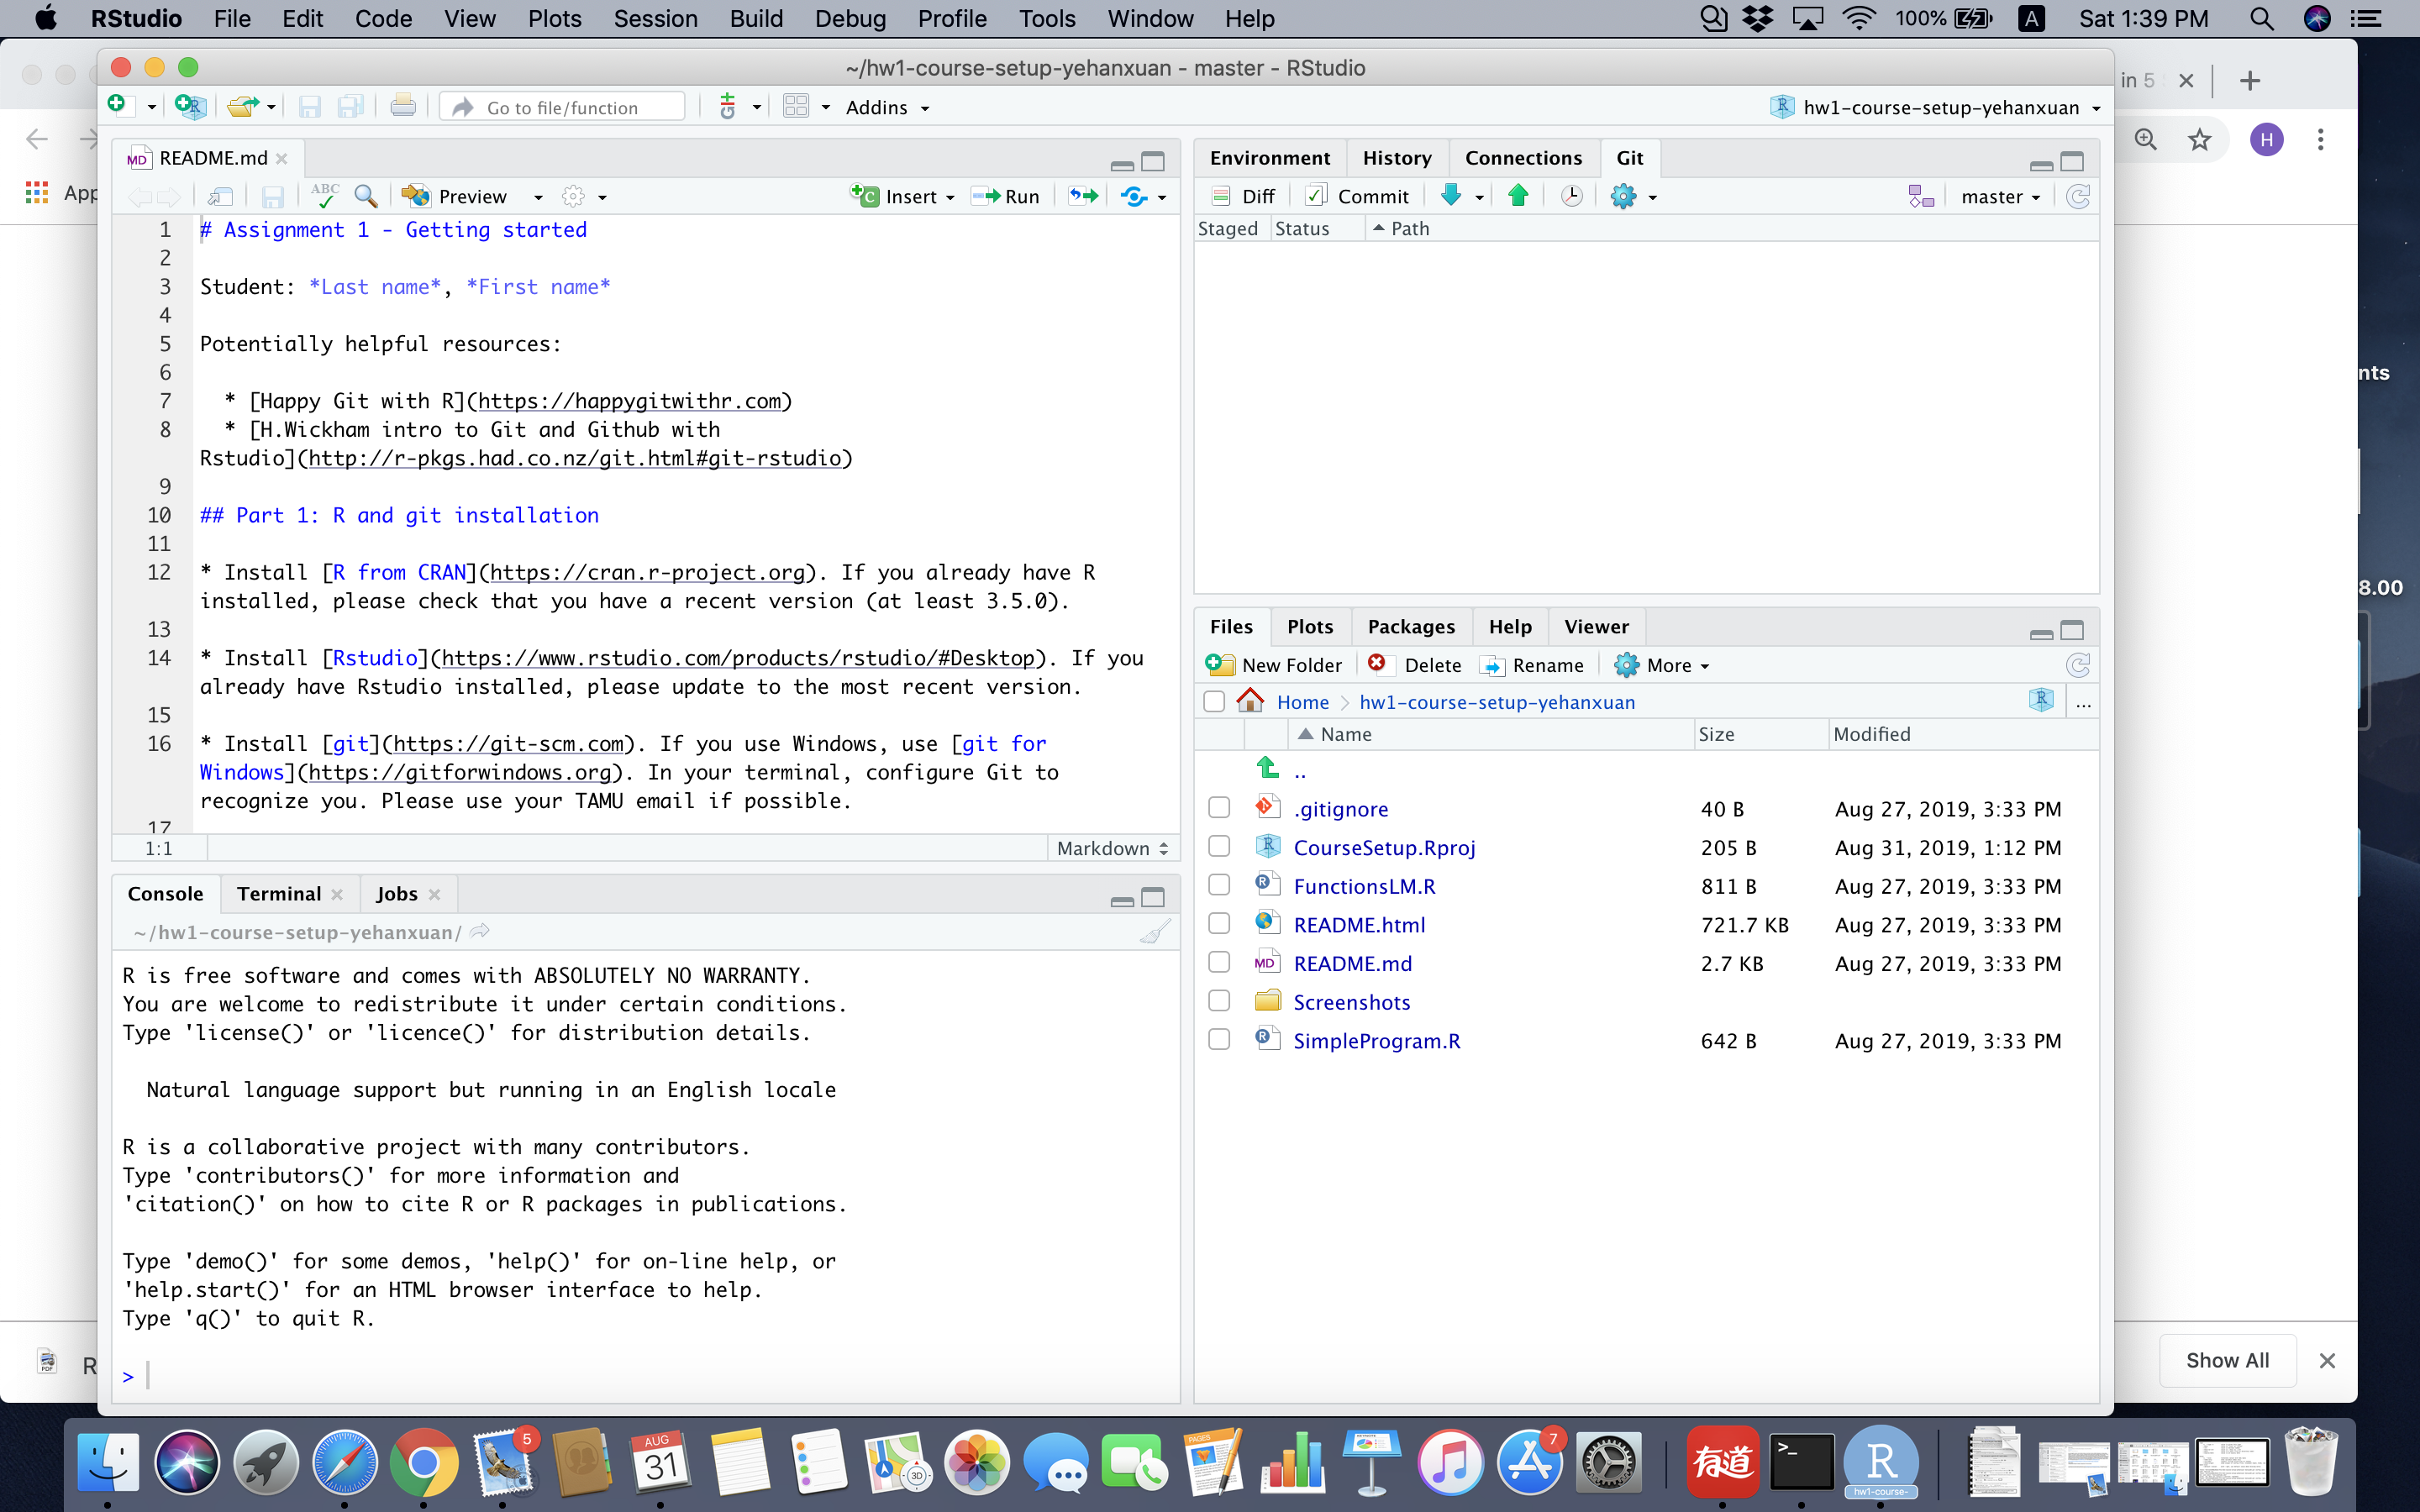 RStudio File Edit Code View Plots Session Build Debug Profile Tools Window Help 100% A Sat 1:39 PM
~/hw1-course-setup-yehanxuan - master - RStudio
in 5
Go to file/function Addins hw1-course-setup-yehanxuan
H
README.md
ABC Preview Insert Run
App
1 # Assignment 1 - Getting started
2
3 Student: *Last name*, *First name*
4
5 Potentially helpful resources:
6
7 * [Happy Git with R](https://happygitwithr.com)
8 * [H.Wickham intro to Git and Github with
Rstudio](http://r-pkgs.had.co.nz/git.html#git-rstudio)
9
10 ## Part 1: R and git installation
11
12 * Install [R from CRAN](https://cran.r-project.org). If you already have R
installed, please check that you have a recent version (at least 3.5.0).
13
14 * Install [Rstudio](https://www.rstudio.com/products/rstudio/#Desktop). If you
already have Rstudio installed, please update to the most recent version.
15
16 * Install [git](https://git-scm.com). If you use Windows, use [git for
Windows](https://gitforwindows.org). In your terminal, configure Git to
recognize you. Please use your TAMU email if possible.
17
1:1 Markdown
Console Terminal Jobs
~/hw1-course-setup-yehanxuan/
R is free software and comes with ABSOLUTELY NO WARRANTY.
You are welcome to redistribute it under certain conditions.
Type 'license()' or 'licence()' for distribution details.
Natural language support but running in an English locale
R is a collaborative project with many contributors.
Type 'contributors()' for more information and
'citation()' on how to cite R or R packages in publications.
Type 'demo()' for some demos, 'help()' for on-line help, or
'help.start()' for an HTML browser interface to help.
Type 'q()' to quit R.
>
Environment History Connections Git
Diff Commit master
Staged Status Path
Files Plots Packages Help Viewer
New Folder Delete Rename More
Home hw1-course-setup-yehanxuan ...
Name Size Modified
..
.gitignore 40 B Aug 27, 2019, 3:33 PM
CourseSetup.Rproj 205 B Aug 31, 2019, 1:12 PM
FunctionsLM.R 811 B Aug 27, 2019, 3:33 PM
README.html 721.7 KB Aug 27, 2019, 3:33 PM
MD README.md 2.7 KB Aug 27, 2019, 3:33 PM
Screenshots
SimpleProgram.R 642 B Aug 27, 2019, 3:33 PM
nts
8.00
PDF R
Show All
5
AUG
31
3D
PAGES
7
有道
>_
R
hw1-course-